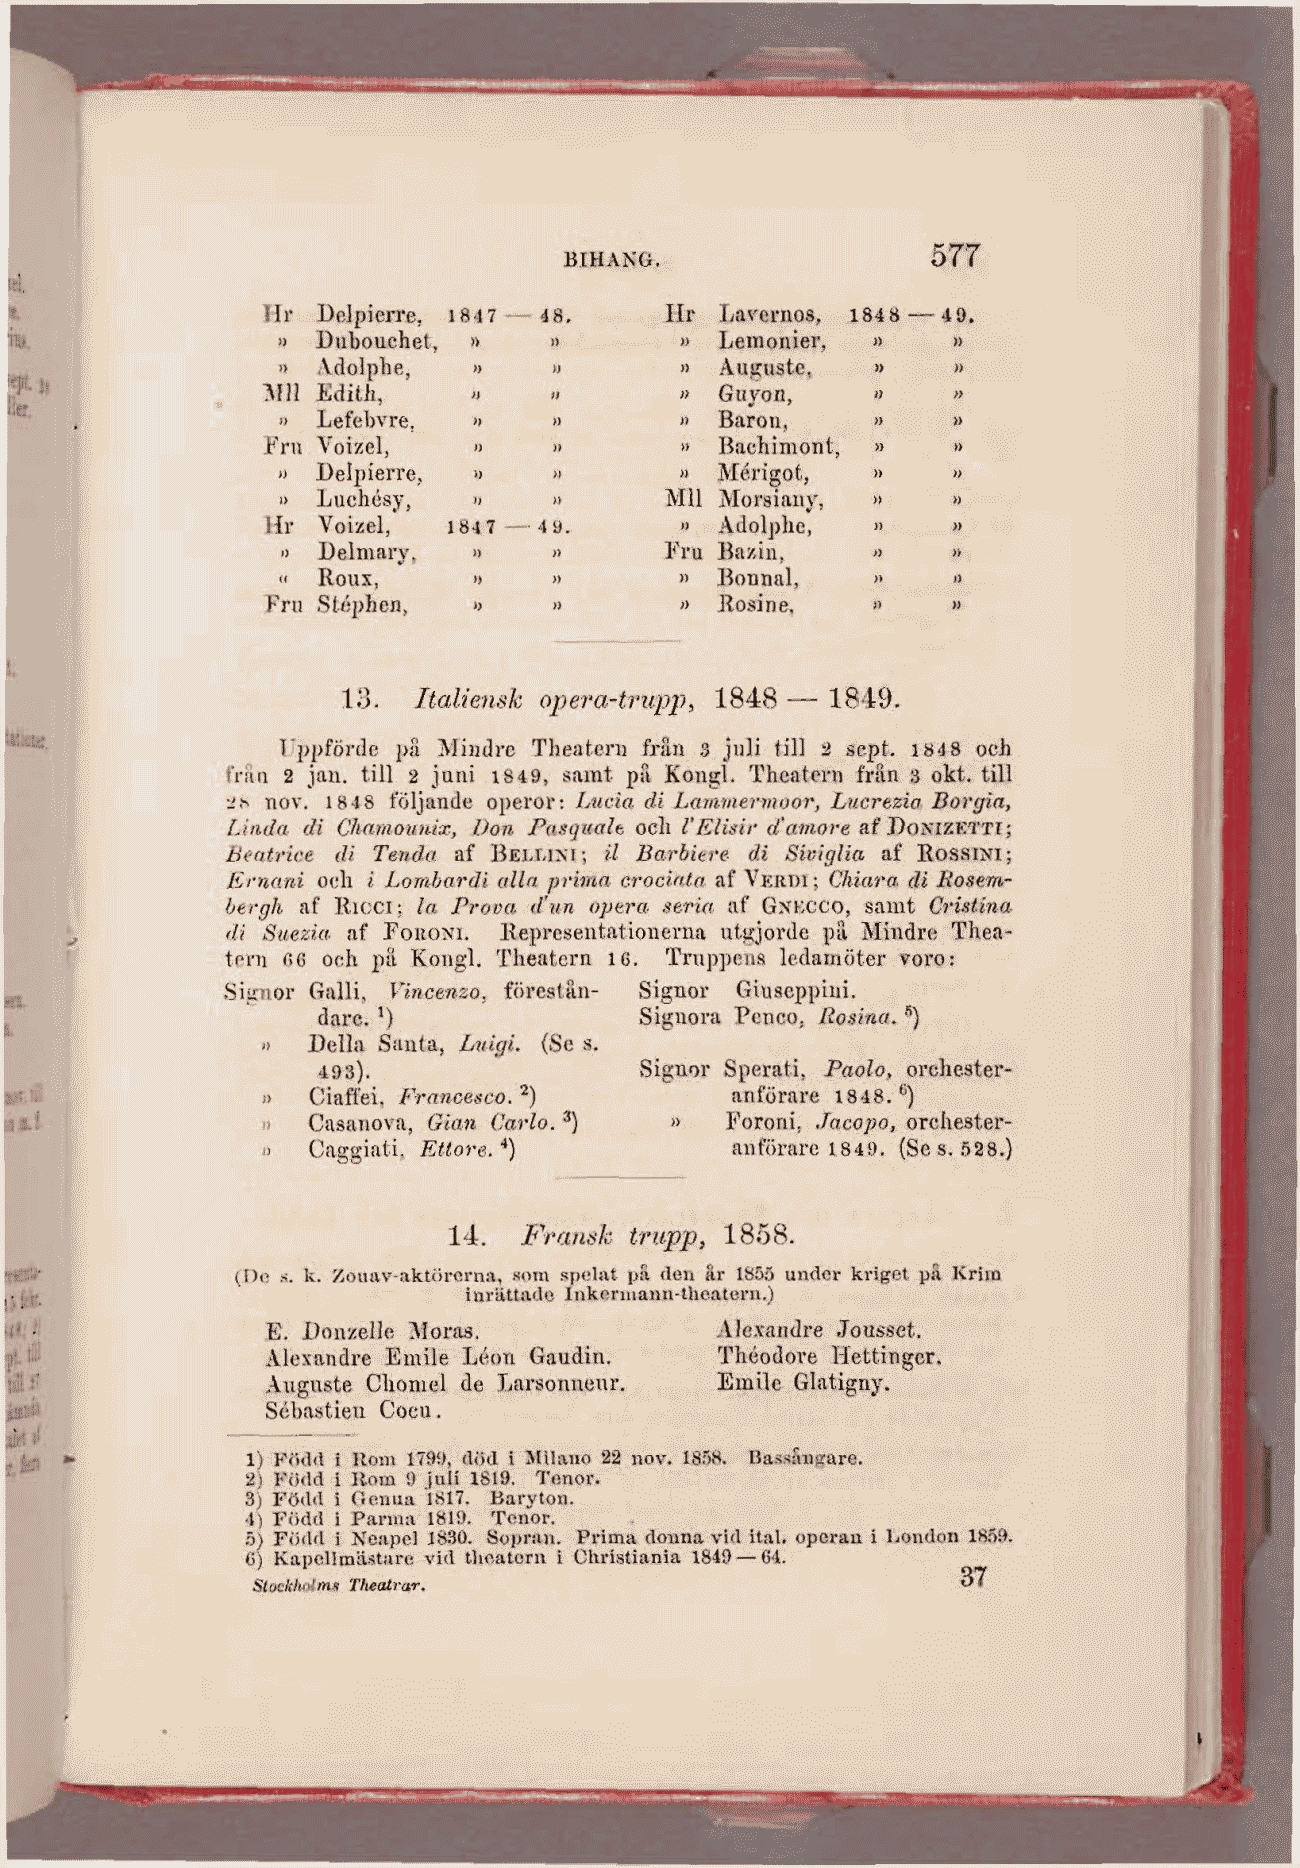 BIHANG. 577
Hr Delpierre, 1847 — 48.
» Dubouchet, » »
» Adolphe, » »
Mll Edith, » »
» Lefebvre, » »
Fru Voizel, » »
» Delpierre, » »
» Luchésy, » »
Hr Voizel, 1847 — 49.
» Delmary, » »
« Roux, » »
Fru Stéphen, » »
Hr Lavernos, 1848 — 49.
» Lemonier, » »
» Auguste, » »
» Guyon, » »
» Baron, » »
» Bachimont, » »
» Mérigot, » »
Mll Morsiany, » »
» Adolphe, » »
Fru Bazin, » »
» Bonnal, » »
» Rosine, » »
13. Italiensk opera-trupp, 1848 — 1849.
Uppförde på Mindre Theatern från 3 juli till 2 sept. 1848 och
från 2 jan. till 2 juni 1849, samt på Kongl. Theatern från 3 okt. till
28 nov. 1848 följande operor: Lucia di Lammermoor, Lucrezia Borgia,
Linda di Chamounix, Don Pasquale och l'Elisir d'amore af DONIZETTI;
Beatrice di Tenda af BELLINI; il Barbiere di Siviglia af ROSSINI;
Ernani och i Lombardi alla prima crociata af VERDI; Chiara di Rosem-
bergh af RICCI; la Prova d'un opera seria af GNECCO, samt Cristina
di Suezia af FORONI. Representationerna utgjorde på Mindre Thea-
tern 66 och på Kongl. Theatern 16. Truppens ledamöter voro:
Signor Galli, Vincenzo, förestån-
dare. ¹)
» Della Santa, Luigi. (Se s.
493).
» Ciaffei, Francesco. ²)
» Casanova, Gian Carlo. ³)
» Caggiati, Ettore. ⁴)
Signor Giuseppini.
Signora Penco, Rosina. ⁵)
Signor Sperati, Paolo, orchester-
anförare 1848. ⁶)
» Foroni, Jacopo, orchester-
anförare 1849. (Se s. 528.)
14. Fransk trupp, 1858.
(De s. k. Zouav-aktörerna, som spelat på den år 1855 under kriget på Krim
inrättade Inkermann-theatern.)
E. Donzelle Moras.
Alexandre Emile Léon Gaudin.
Auguste Chomel de Larsonneur.
Sébastien Cocu.
Alexandre Jousset.
Théodore Hettinger.
Emile Glatigny.
1) Född i Rom 1799, död i Milano 22 nov. 1858. Bassångare.
2) Född i Rom 9 juli 1819. Tenor.
3) Född i Genua 1817. Baryton.
4) Född i Parma 1819. Tenor.
5) Född i Neapel 1830. Sopran. Prima donna vid ital. operan i London 1859.
6) Kapellmästare vid theatern i Christiania 1849 — 64.
Stockholms Theatrar. 37